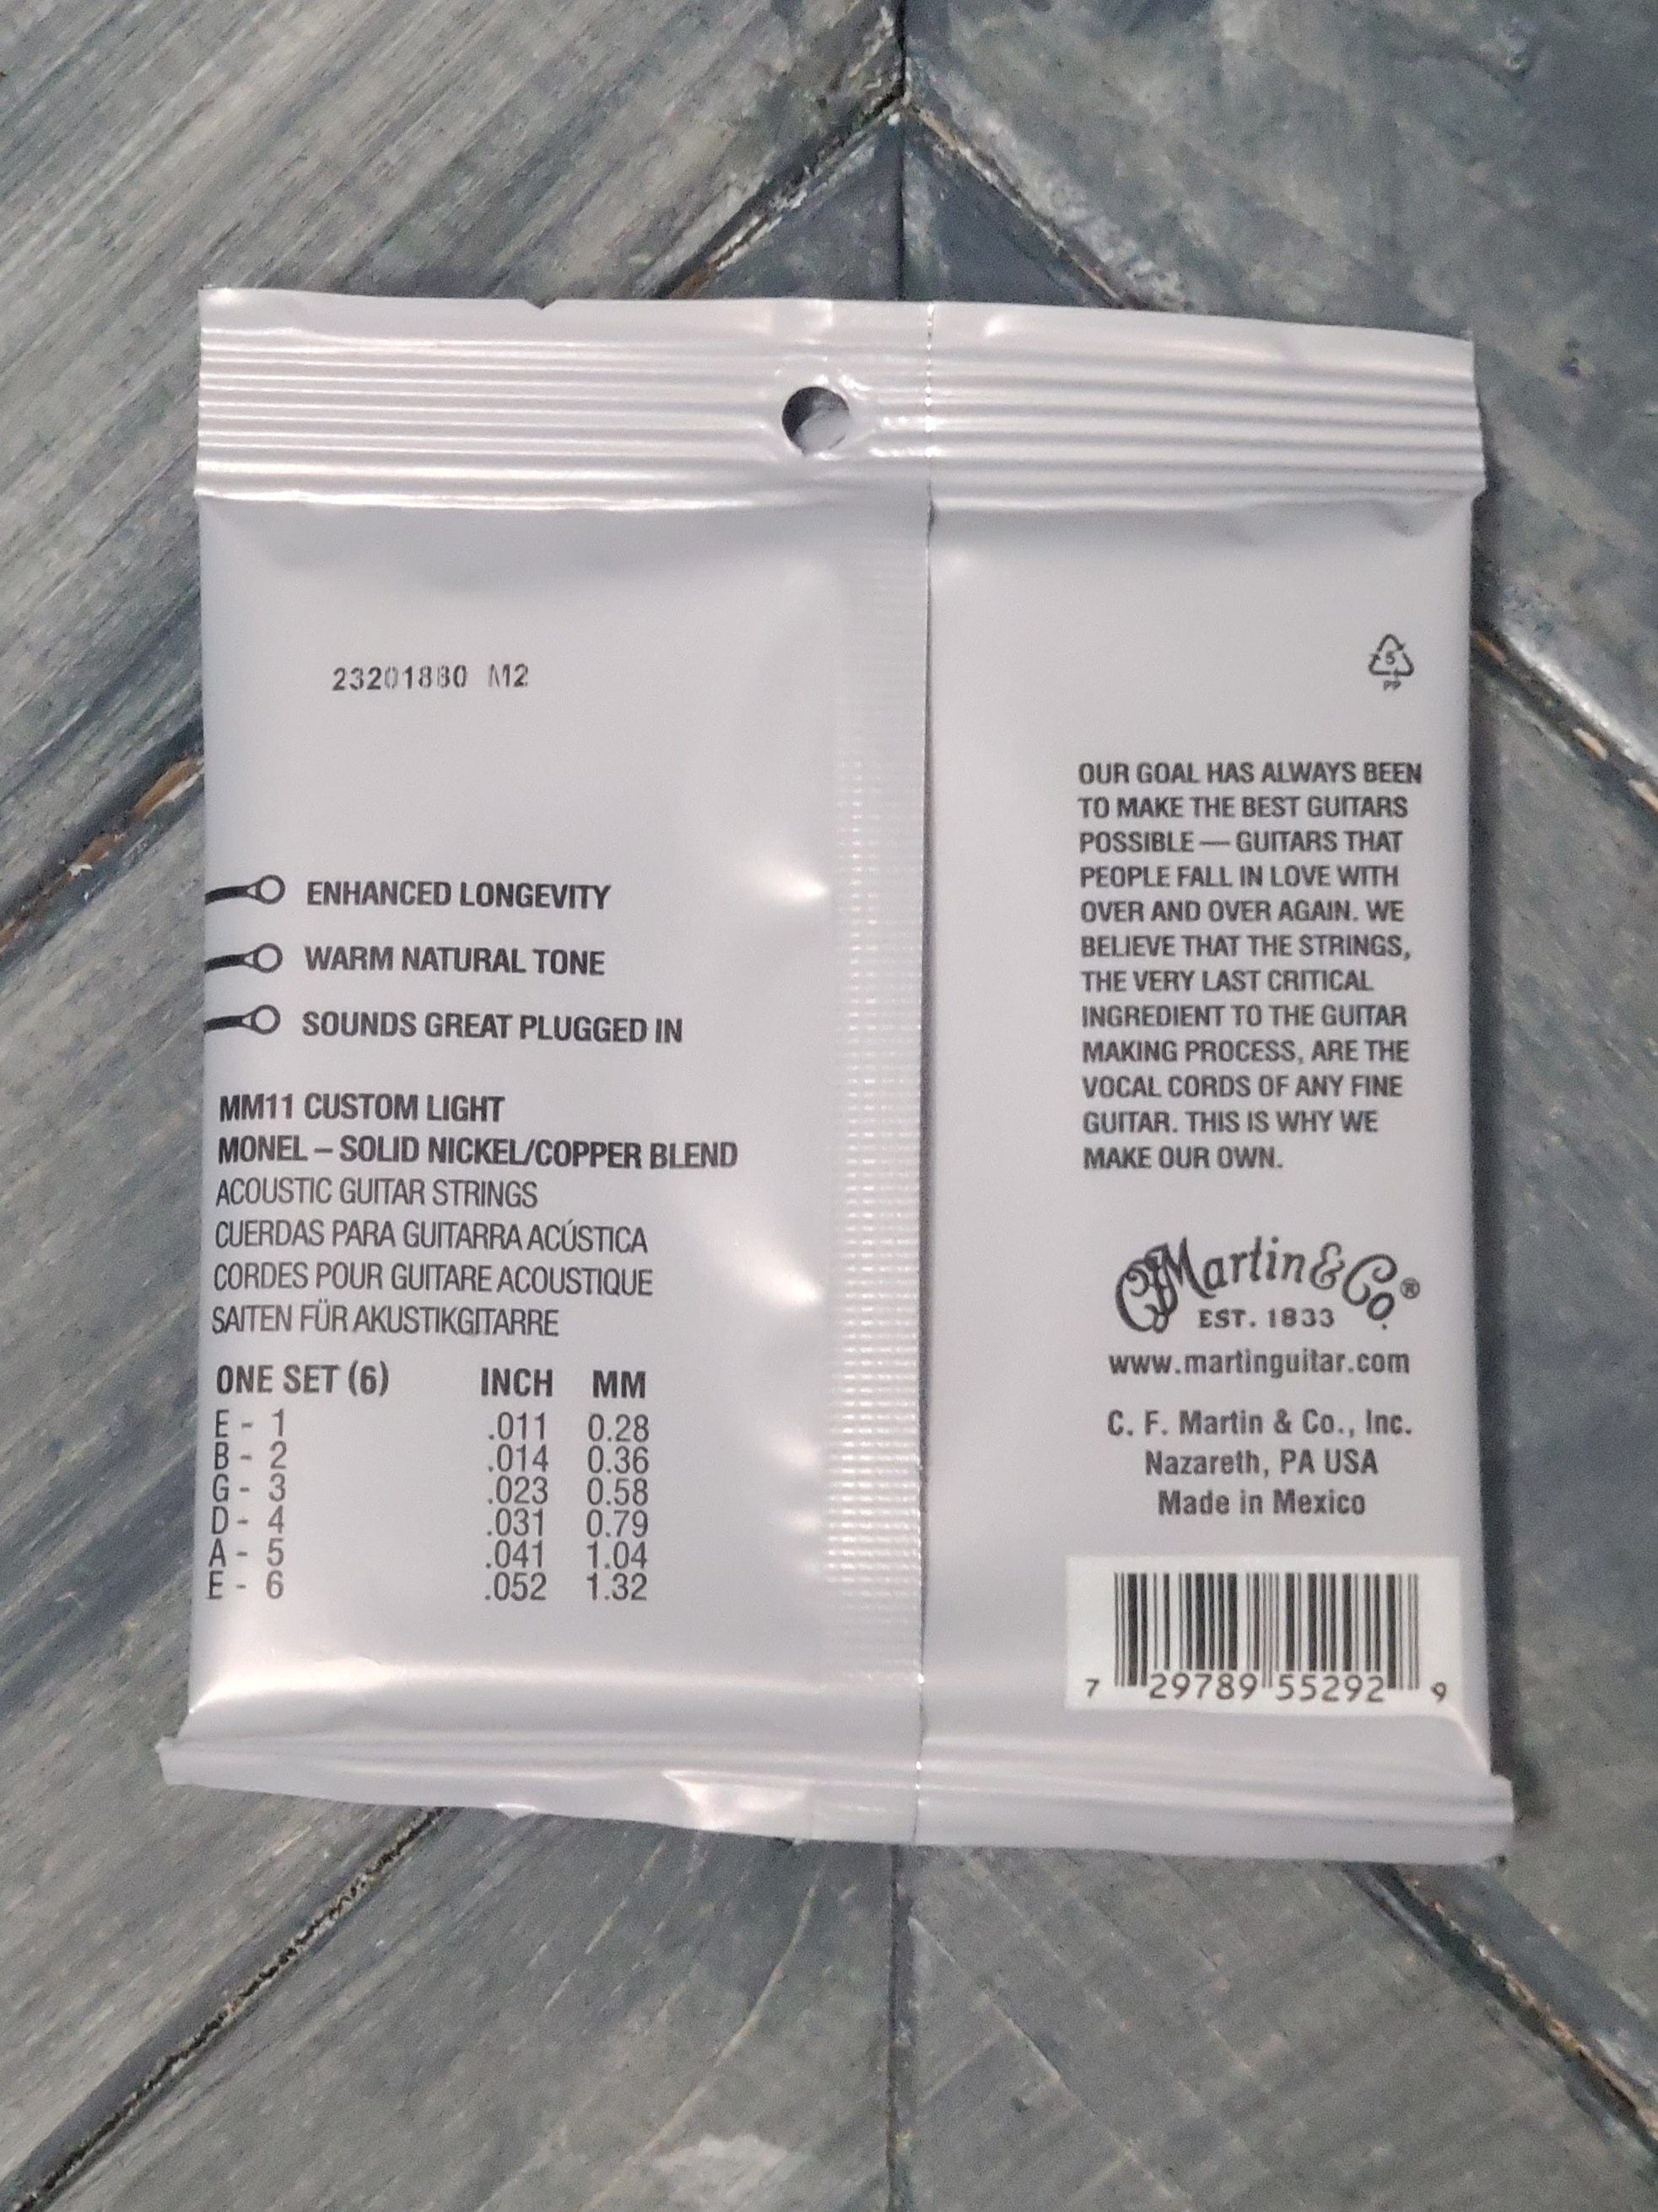 23201880 M2
ENHANCED LONGEVITY
WARM NATURAL TONE
SOUNDS GREAT PLUGGED IN
MM11 CUSTOM LIGHT
MONEL – SOLID NICKEL/COPPER BLEND
ACOUSTIC GUITAR STRINGS
CUERDAS PARA GUITARRA ACÚSTICA
CORDES POUR GUITARE ACOUSTIQUE
SAITEN FÜR AKUSTIKGITARRE
ONE SET (6) INCH MM
E - 1 .011 0.28
B - 2 .014 0.36
G - 3 .023 0.58
D - 4 .031 0.79
A - 5 .041 1.04
E - 6 .052 1.32
5
PP
OUR GOAL HAS ALWAYS BEEN
TO MAKE THE BEST GUITARS
POSSIBLE — GUITARS THAT
PEOPLE FALL IN LOVE WITH
OVER AND OVER AGAIN. WE
BELIEVE THAT THE STRINGS,
THE VERY LAST CRITICAL
INGREDIENT TO THE GUITAR
MAKING PROCESS, ARE THE
VOCAL CORDS OF ANY FINE
GUITAR. THIS IS WHY WE
MAKE OUR OWN.
CF Martin & Co.®
EST. 1833
www.martinguitar.com
C. F. Martin & Co., Inc.
Nazareth, PA USA
Made in Mexico
7 29789 55292 9